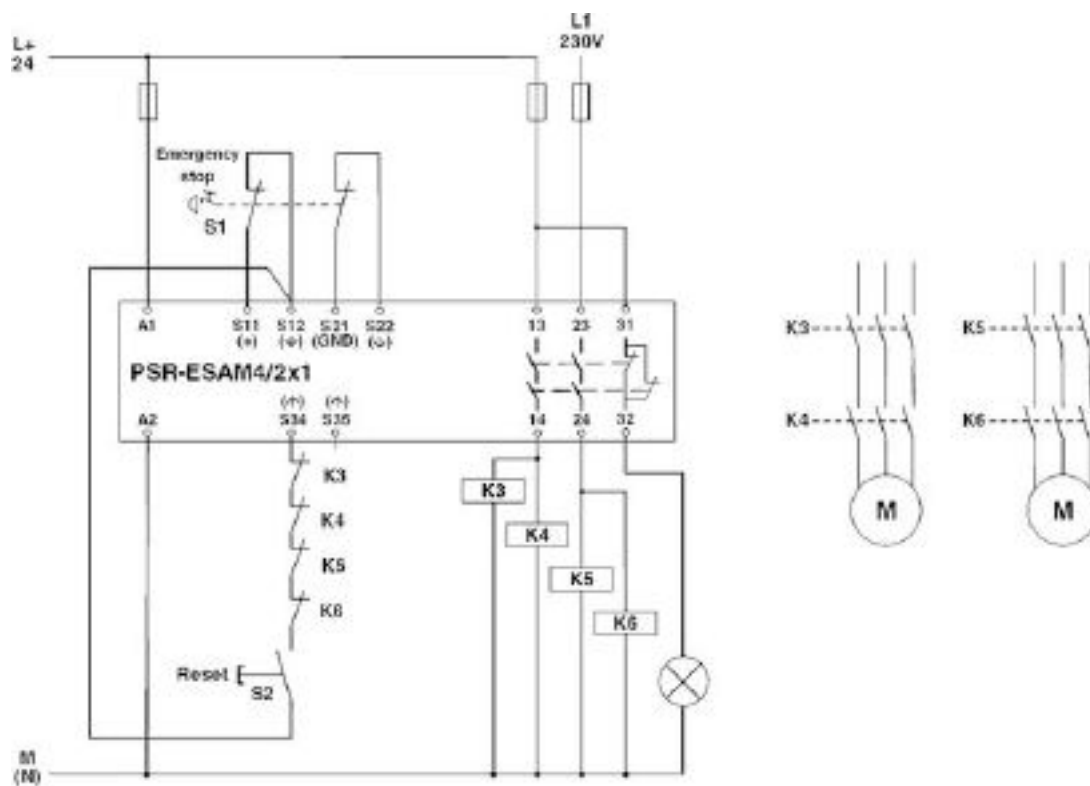 L+
24
L1
230V
Emergency
stop
S1
A1 S11 S12 S21 S22 13 23 31
(GND)
PSR-ESAM4/2x1
A2 S34 S35 14 24 32
K3
K4
K5
K6
Reset
S2
K3
K4
K5
K6
M
(N)
K3
K4
M
K5
K6
M